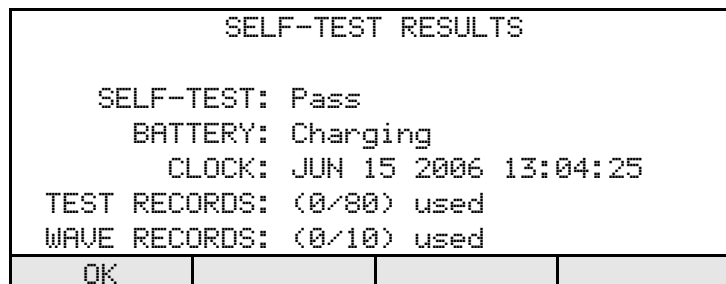 SELF-TEST RESULTS
SELF-TEST: Pass
BATTERY: Charging
CLOCK: JUN 15 2006 13:04:25
TEST RECORDS: (0/80) used
WAVE RECORDS: (0/10) used
OK